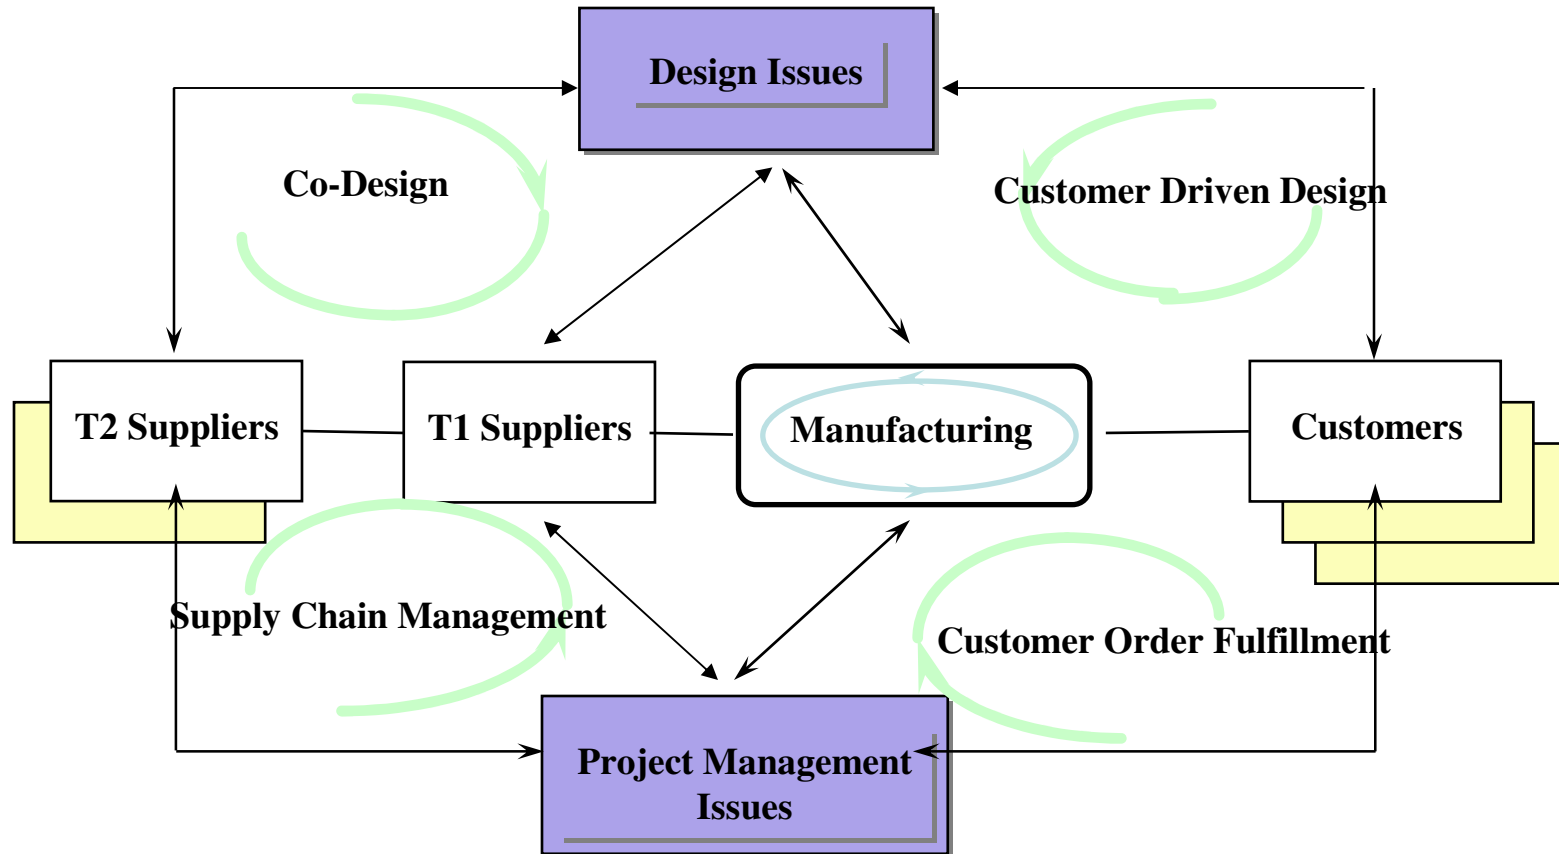 Design Issues
Co-Design
Customer Driven Design
T2 Suppliers
T1 Suppliers
Manufacturing
Customers
Supply Chain Management
Customer Order Fulfillment
Project Management
Issues